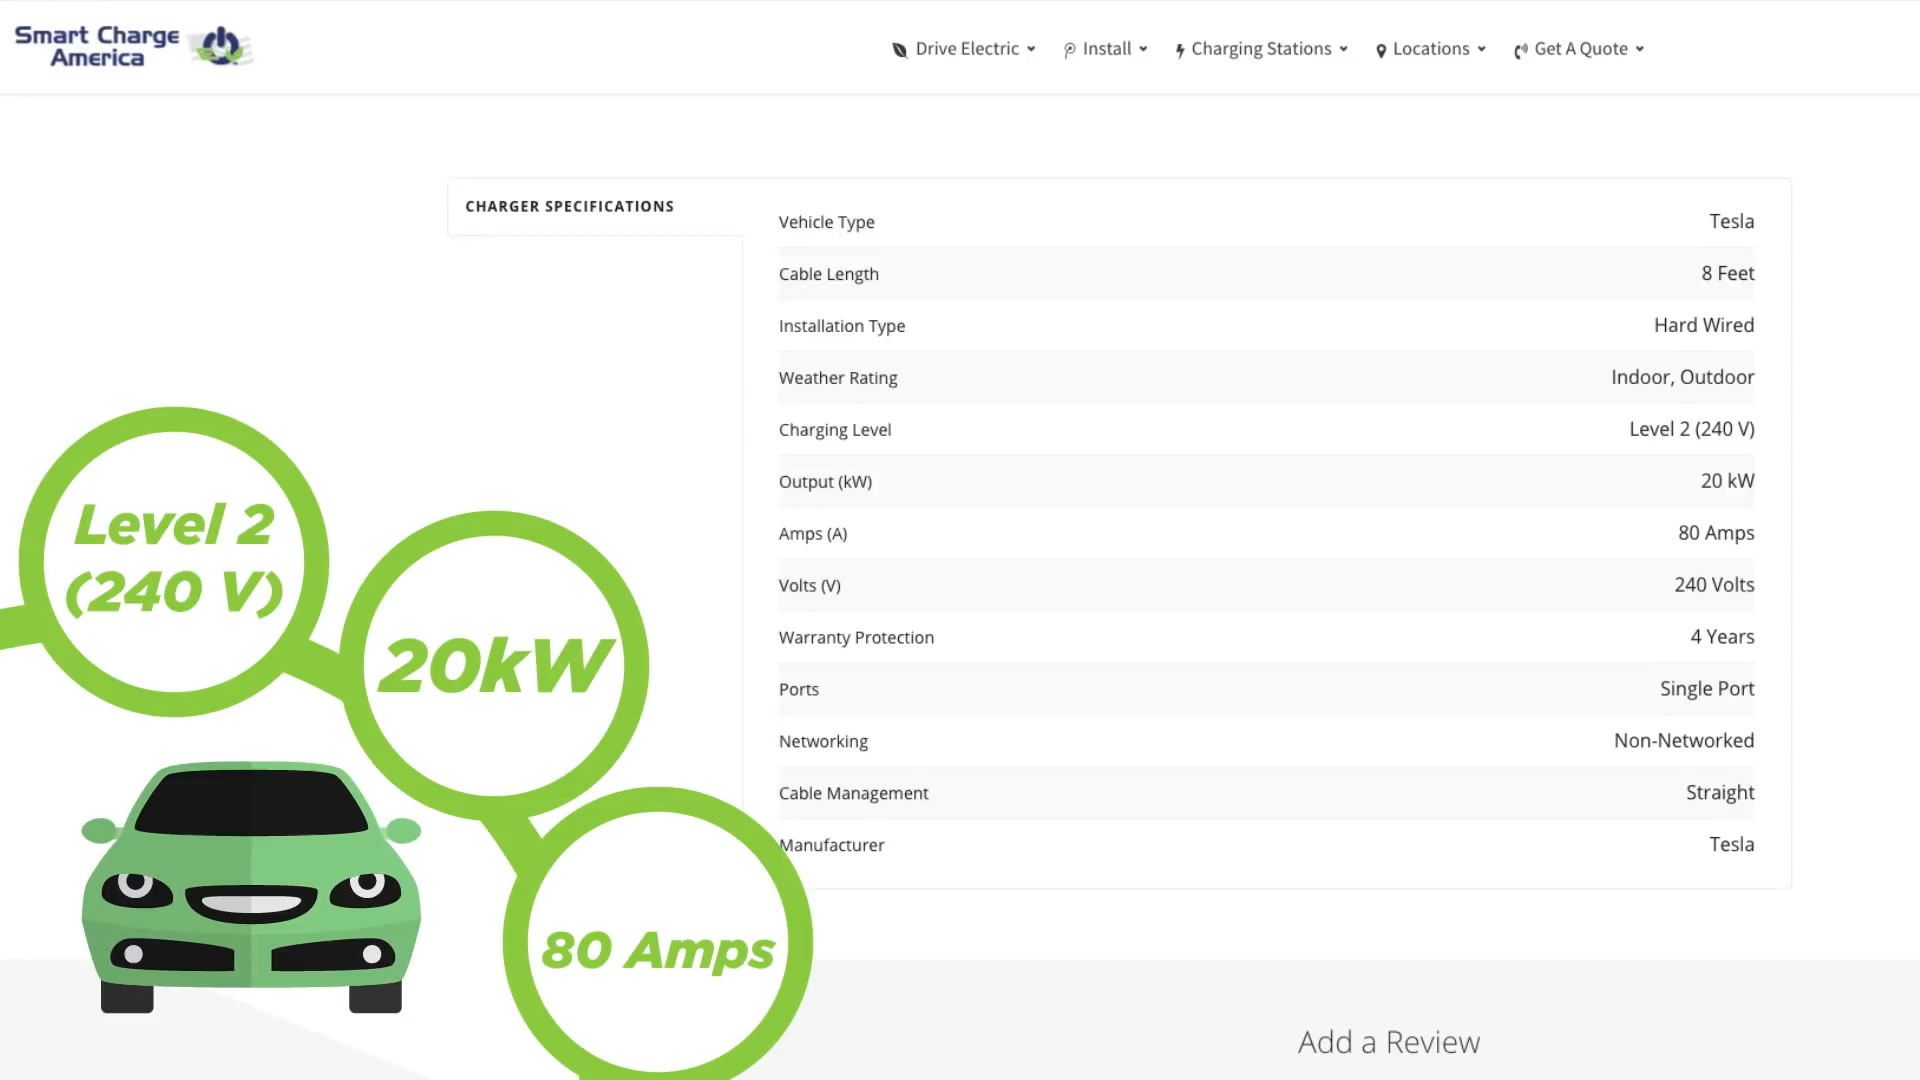 Smart Charge
America
Drive Electric
Install
Charging Stations
Locations
Get A Quote
CHARGER SPECIFICATIONS
Vehicle Type Tesla
Cable Length 8 Feet
Installation Type Hard Wired
Weather Rating Indoor, Outdoor
Charging Level Level 2 (240 V)
Output (kW) 20 kW
Amps (A) 80 Amps
Volts (V) 240 Volts
Warranty Protection 4 Years
Ports Single Port
Networking Non-Networked
Cable Management Straight
Manufacturer Tesla
Level 2
(240 V)
20kW
80 Amps
Add a Review